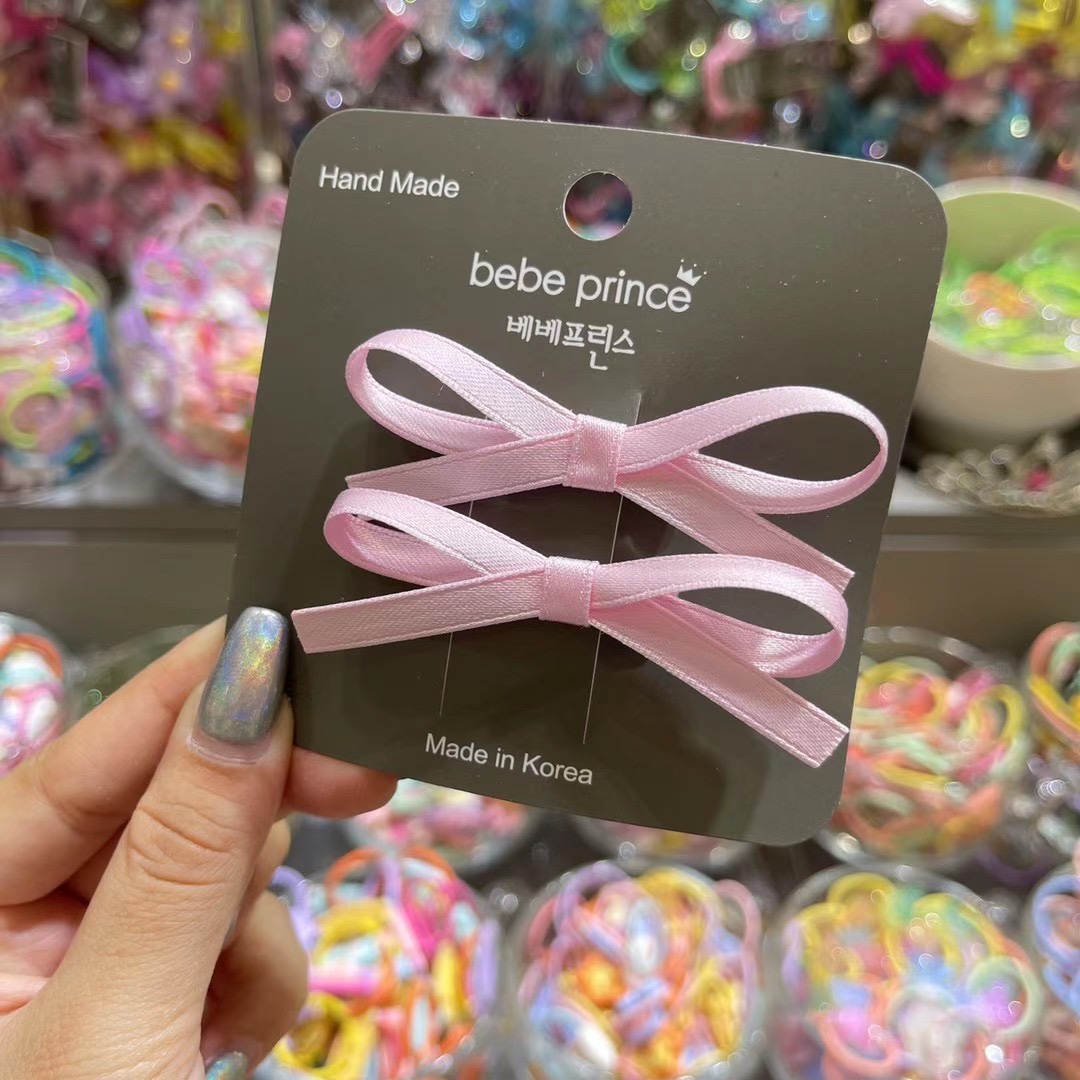 Hand Made
bebe prince
베베프린스
Made in Korea